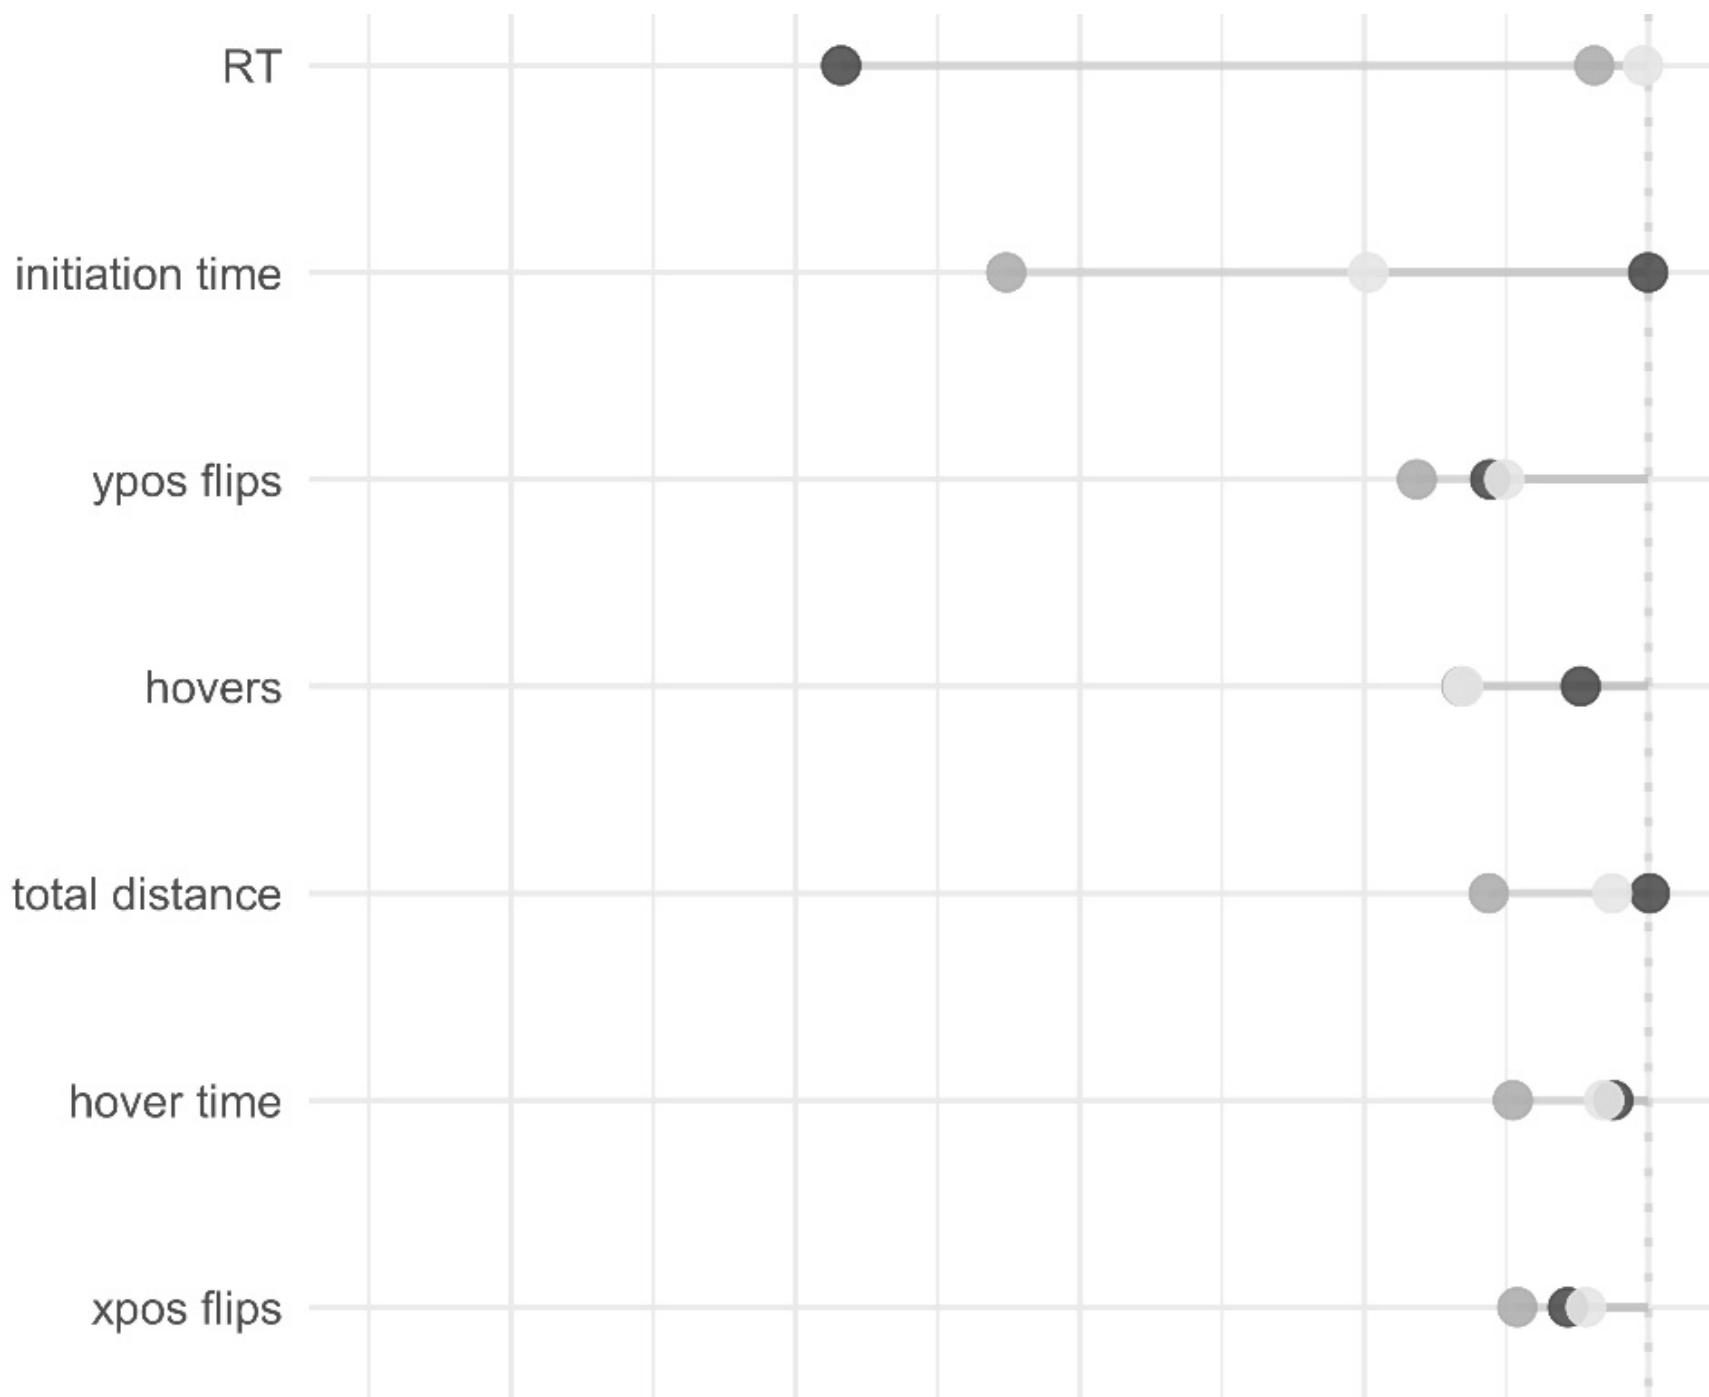 RT
initiation time
ypos flips
hovers
total distance
hover time
xpos flips